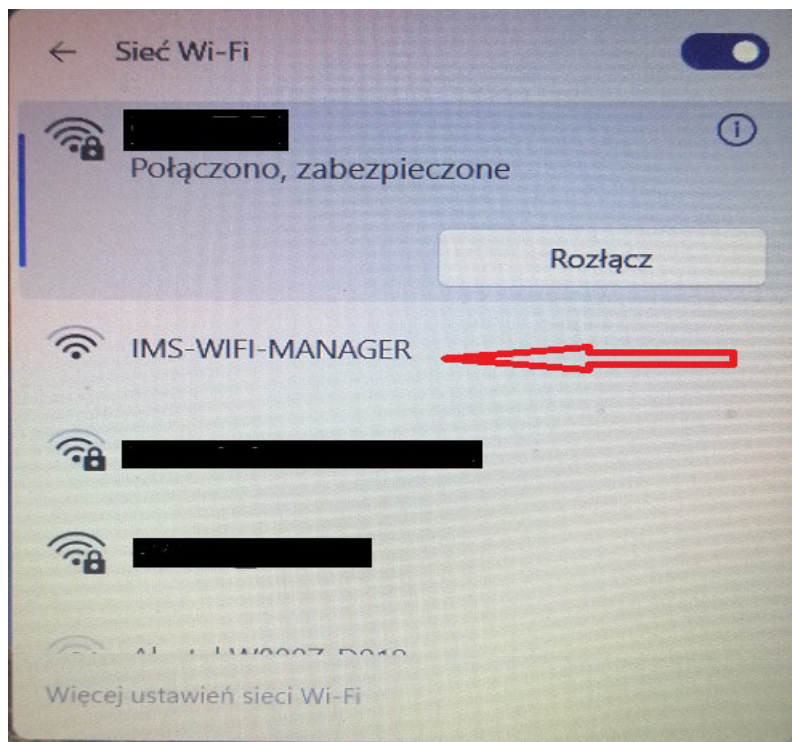 Sieć Wi-Fi
Połączono, zabezpieczone
Rozłącz
IMS-WIFI-MANAGER
Więcej ustawień sieci Wi-Fi